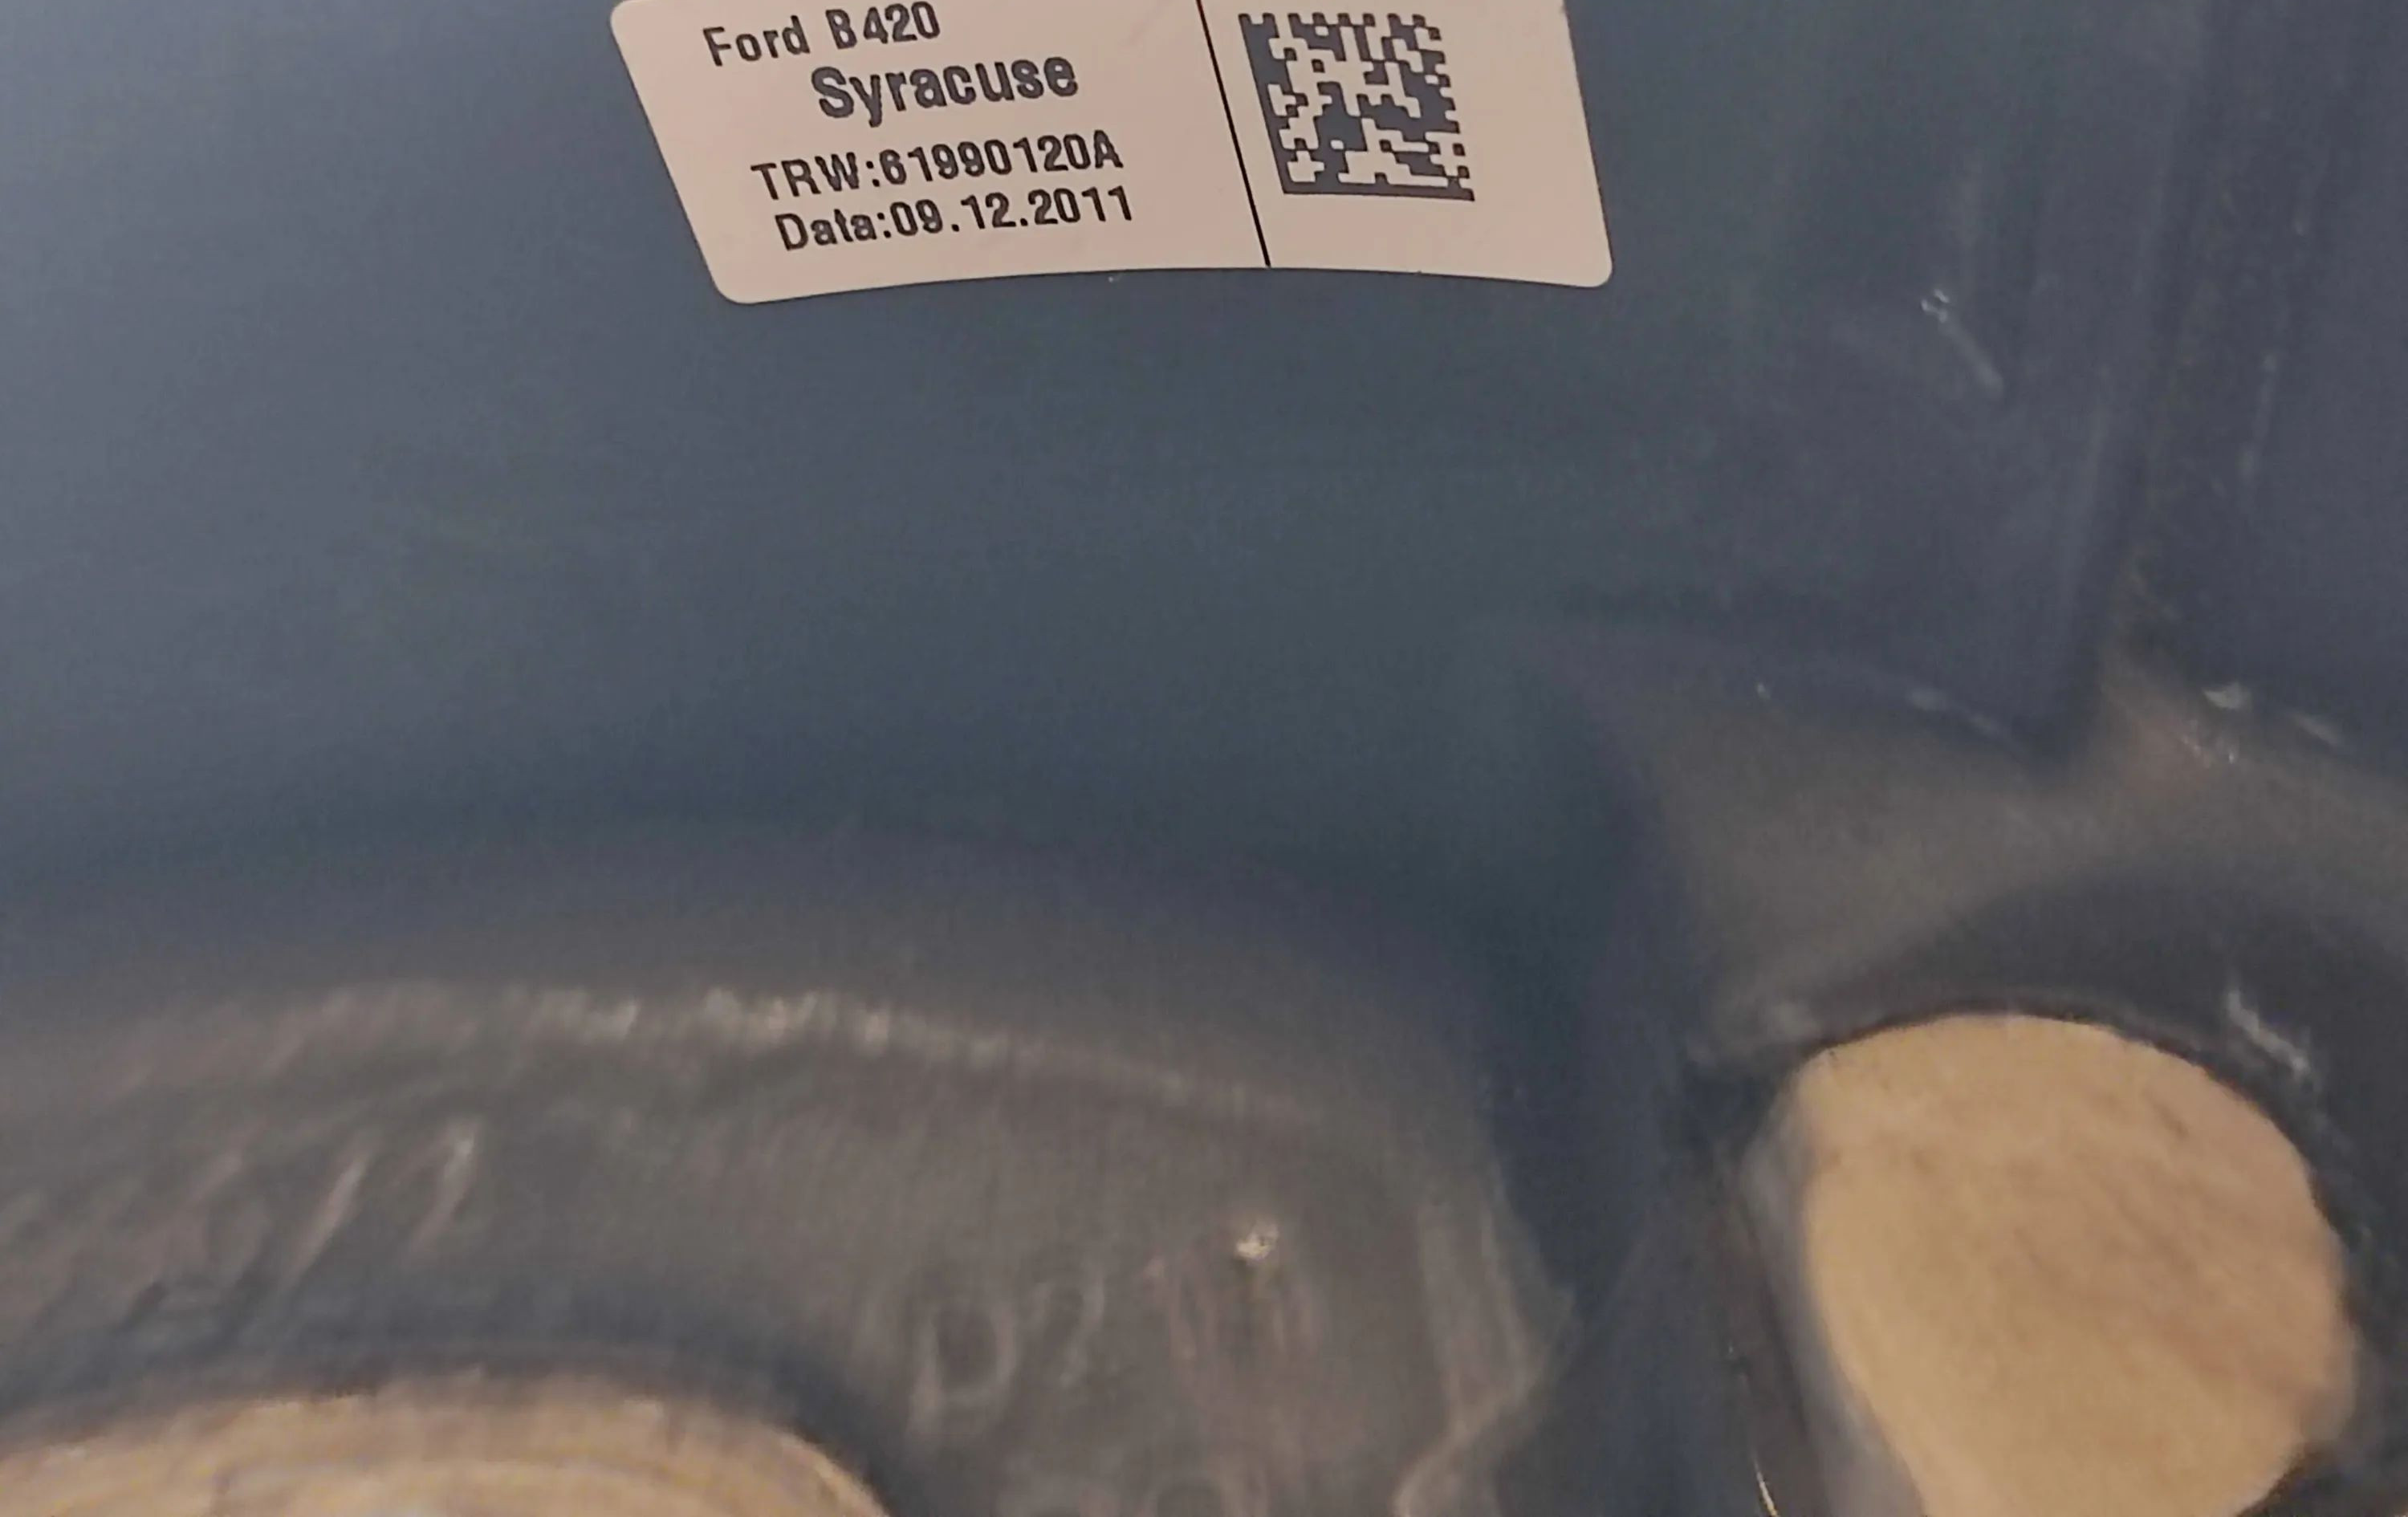 Ford B420
Syracuse
TRW:61990120A
Data:09.12.2011